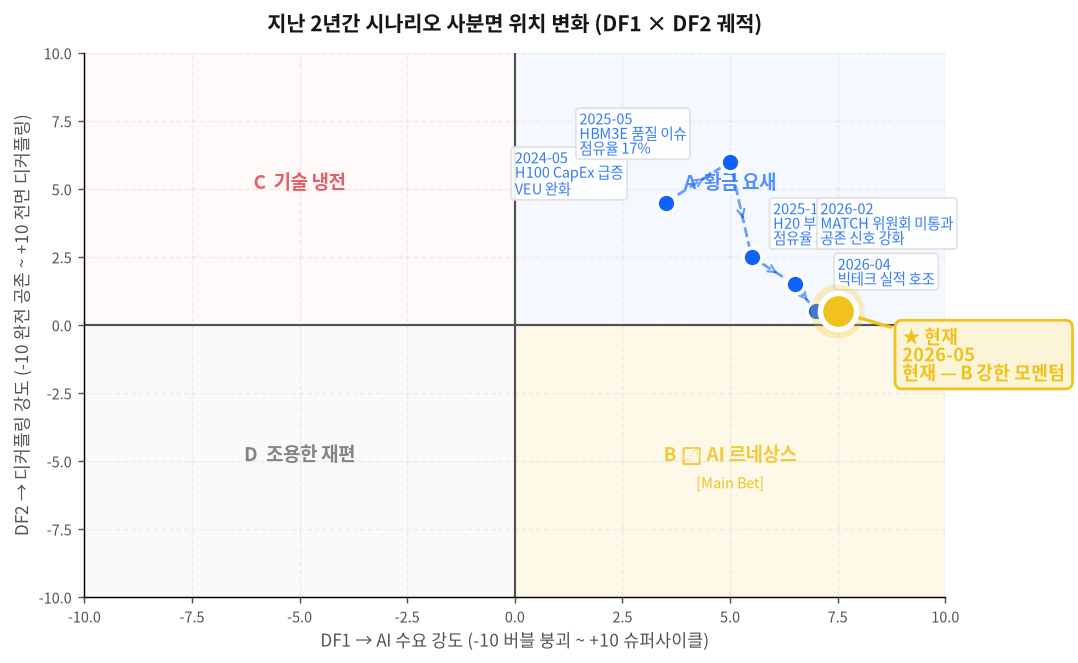 지난 2년간 시나리오 사분면 위치 변화 (DF1 × DF2 궤적)
DF2 → 디커플링 강도 (-10 완전 공존 ~ +10 전면 디커플링)
10.0
7.5
5.0
2.5
0.0
-2.5
-5.0
-7.5
-10.0
C 기술 냉전
2025-05
HBM3E 품질 이슈
점유율 17%
2024-05
H100 CapEx 급증
VEU 완화
A 황금 요새
2025-1
H20 부
점유율
2026-02
MATCH 위원회 미통과
공존 신호 강화
2026-04
빅테크 실적 호조
★ 현재
2026-05
현재 — B 강한 모멘텀
D 조용한 재편
B AI 르네상스
[Main Bet]
-10.0 -7.5 -5.0 -2.5 0.0 2.5 5.0 7.5 10.0
DF1 → AI 수요 강도 (-10 버블 붕괴 ~ +10 슈퍼사이클)